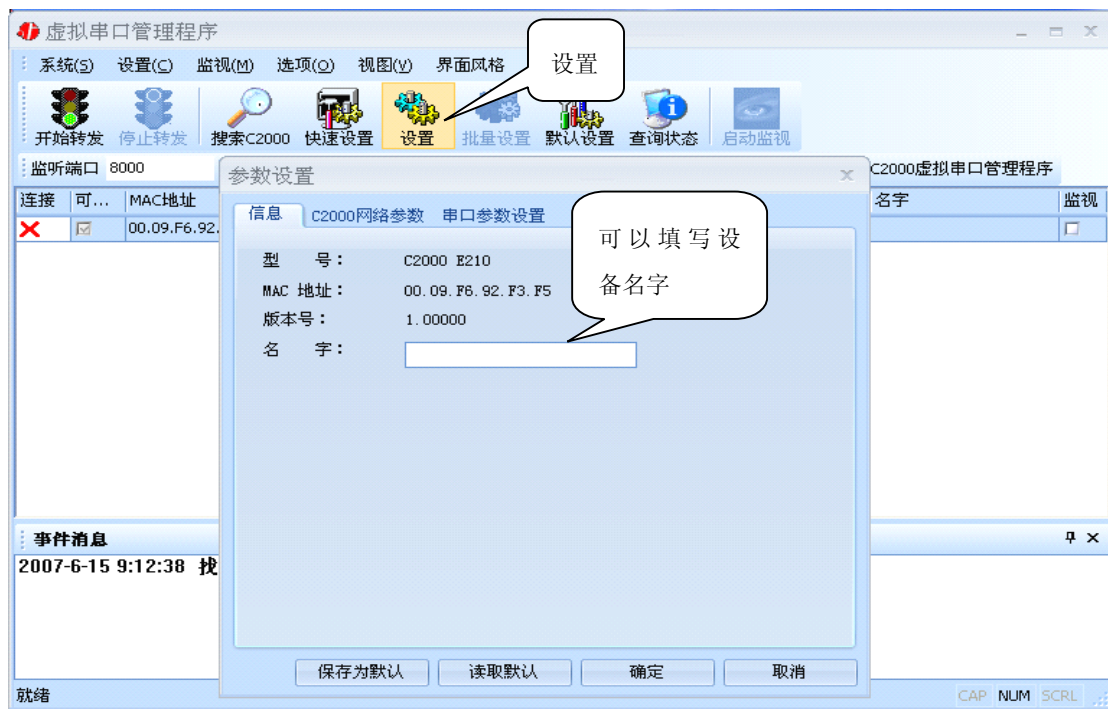 虚拟串口管理程序
系统(S) 设置(C) 监视(M) 选项(O) 视图(V) 界面风格
设置
开始转发 停止转发 搜索C2000 快速设置 设置 批量设置 默认设置 查询状态 启动监视
监听端口 8000
C2000虚拟串口管理程序
连接 可... MAC地址 名字 监视
00.09.F6.92.
参数设置
信息 C2000网络参数 串口参数设置
可以填写设
备名字
型 号： C2000 E210
MAC 地址： 00.09.F6.92.F3.F5
版本号： 1.00000
名 字：
事件消息
2007-6-15 9:12:38 找
保存为默认 读取默认 确定 取消
就绪
CAP NUM SCRL